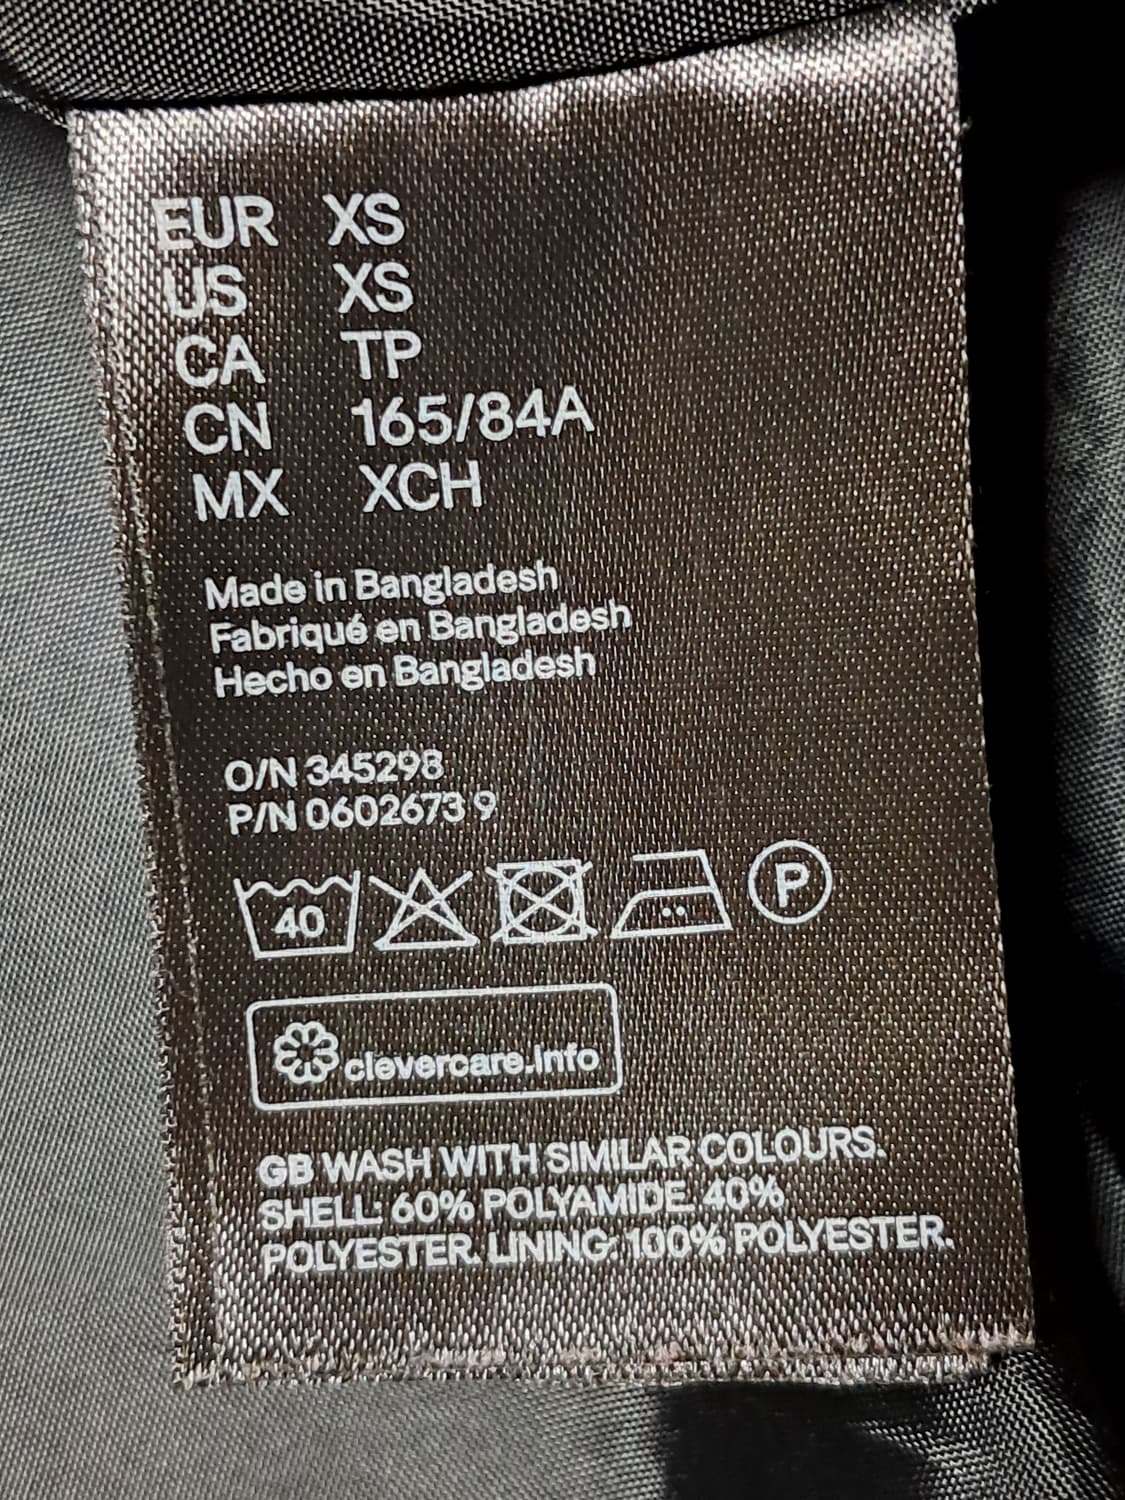 EUR XS
US XS
CA TP
CN 165/84A
MX XCH
Made in Bangladesh
Fabriqué en Bangladesh
Hecho en Bangladesh
O/N 345298
P/N 0602673 9
40 P
clevercare.info
GB WASH WITH SIMILAR COLOURS.
SHELL: 60% POLYAMIDE. 40%
POLYESTER. LINING: 100% POLYESTER.